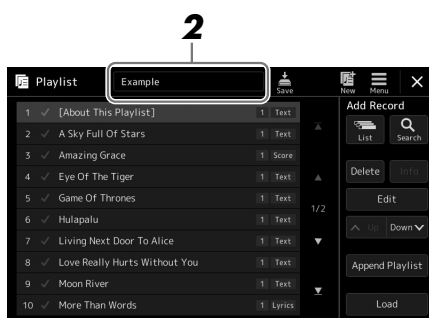 2
Playlist Example Save New Menu
Add Record
1 [About This Playlist] 1 Text
2 A Sky Full Of Stars 1 Text
List Search
3 Amazing Grace 1 Score
4 Eye Of The Tiger 1 Text
Delete Info
5 Game Of Thrones 1 Text
Edit
1/2
6 Hulapalu 1 Text
Up Down
7 Living Next Door To Alice 1 Text
8 Love Really Hurts Without You 1 Text
Append Playlist
9 Moon River 1 Text
10 More Than Words 1 Lyrics
Load